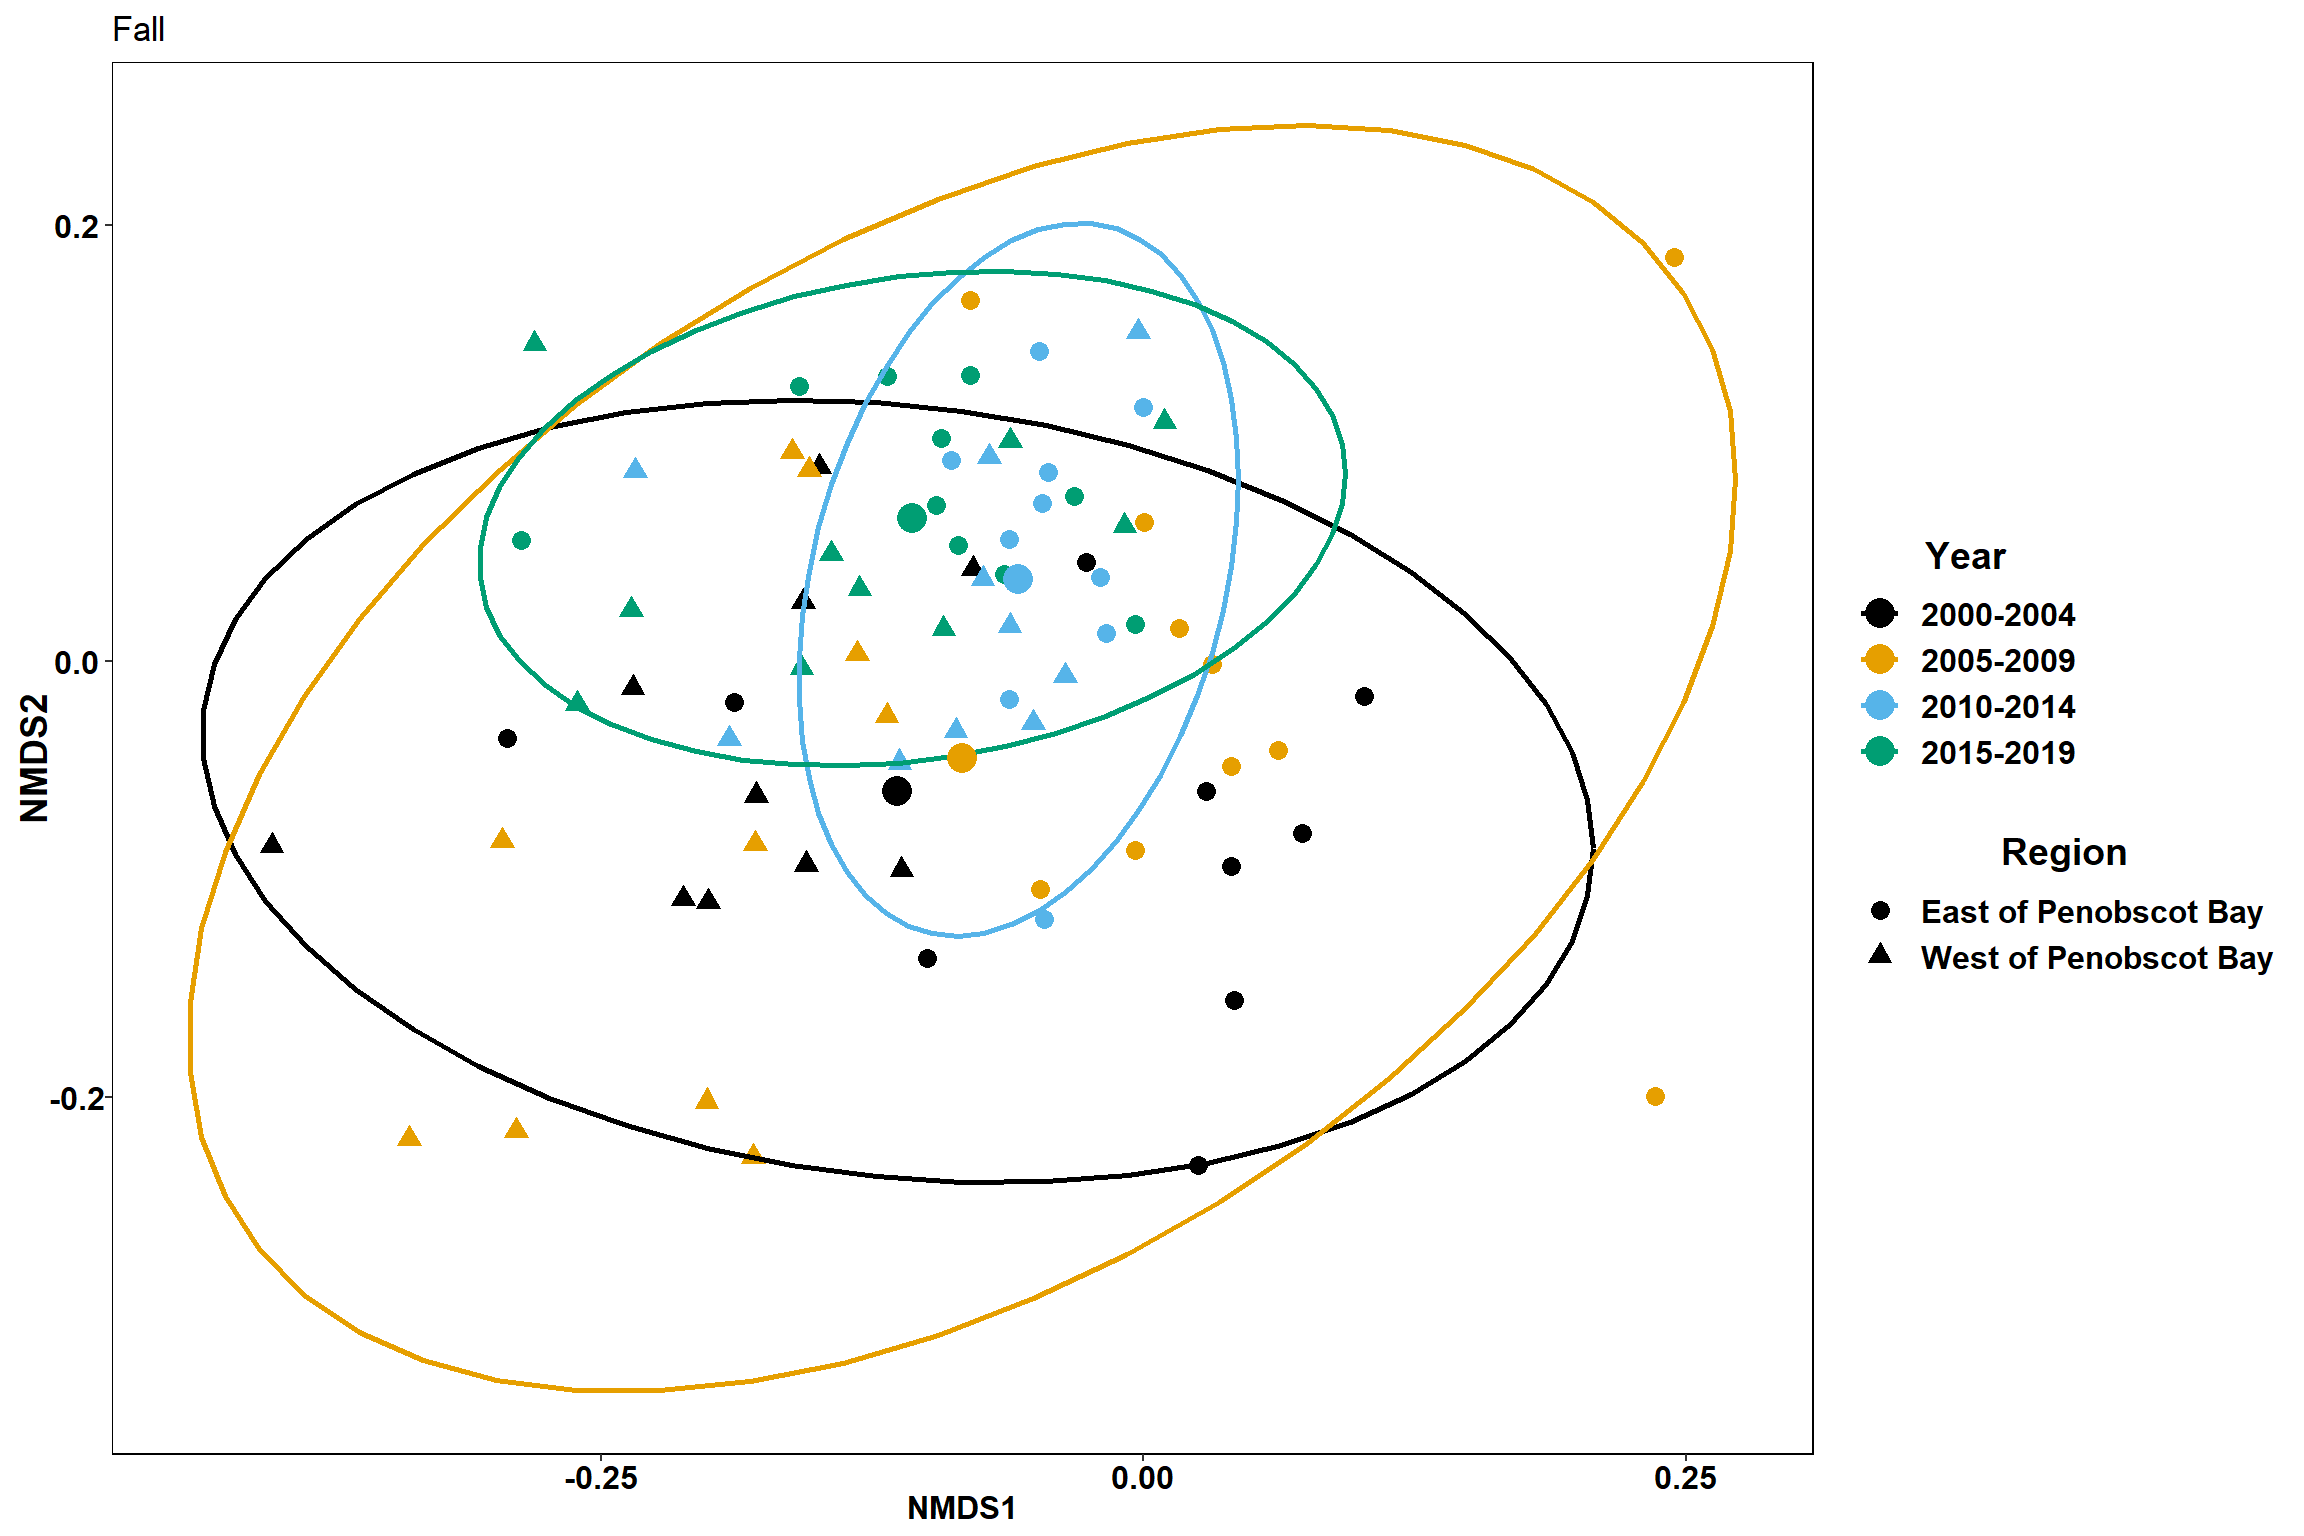 Fall
0.2
0.0
-0.2
NMDS2
-0.25
0.00
0.25
NMDS1
Year
2000-2004
2005-2009
2010-2014
2015-2019
Region
East of Penobscot Bay
West of Penobscot Bay